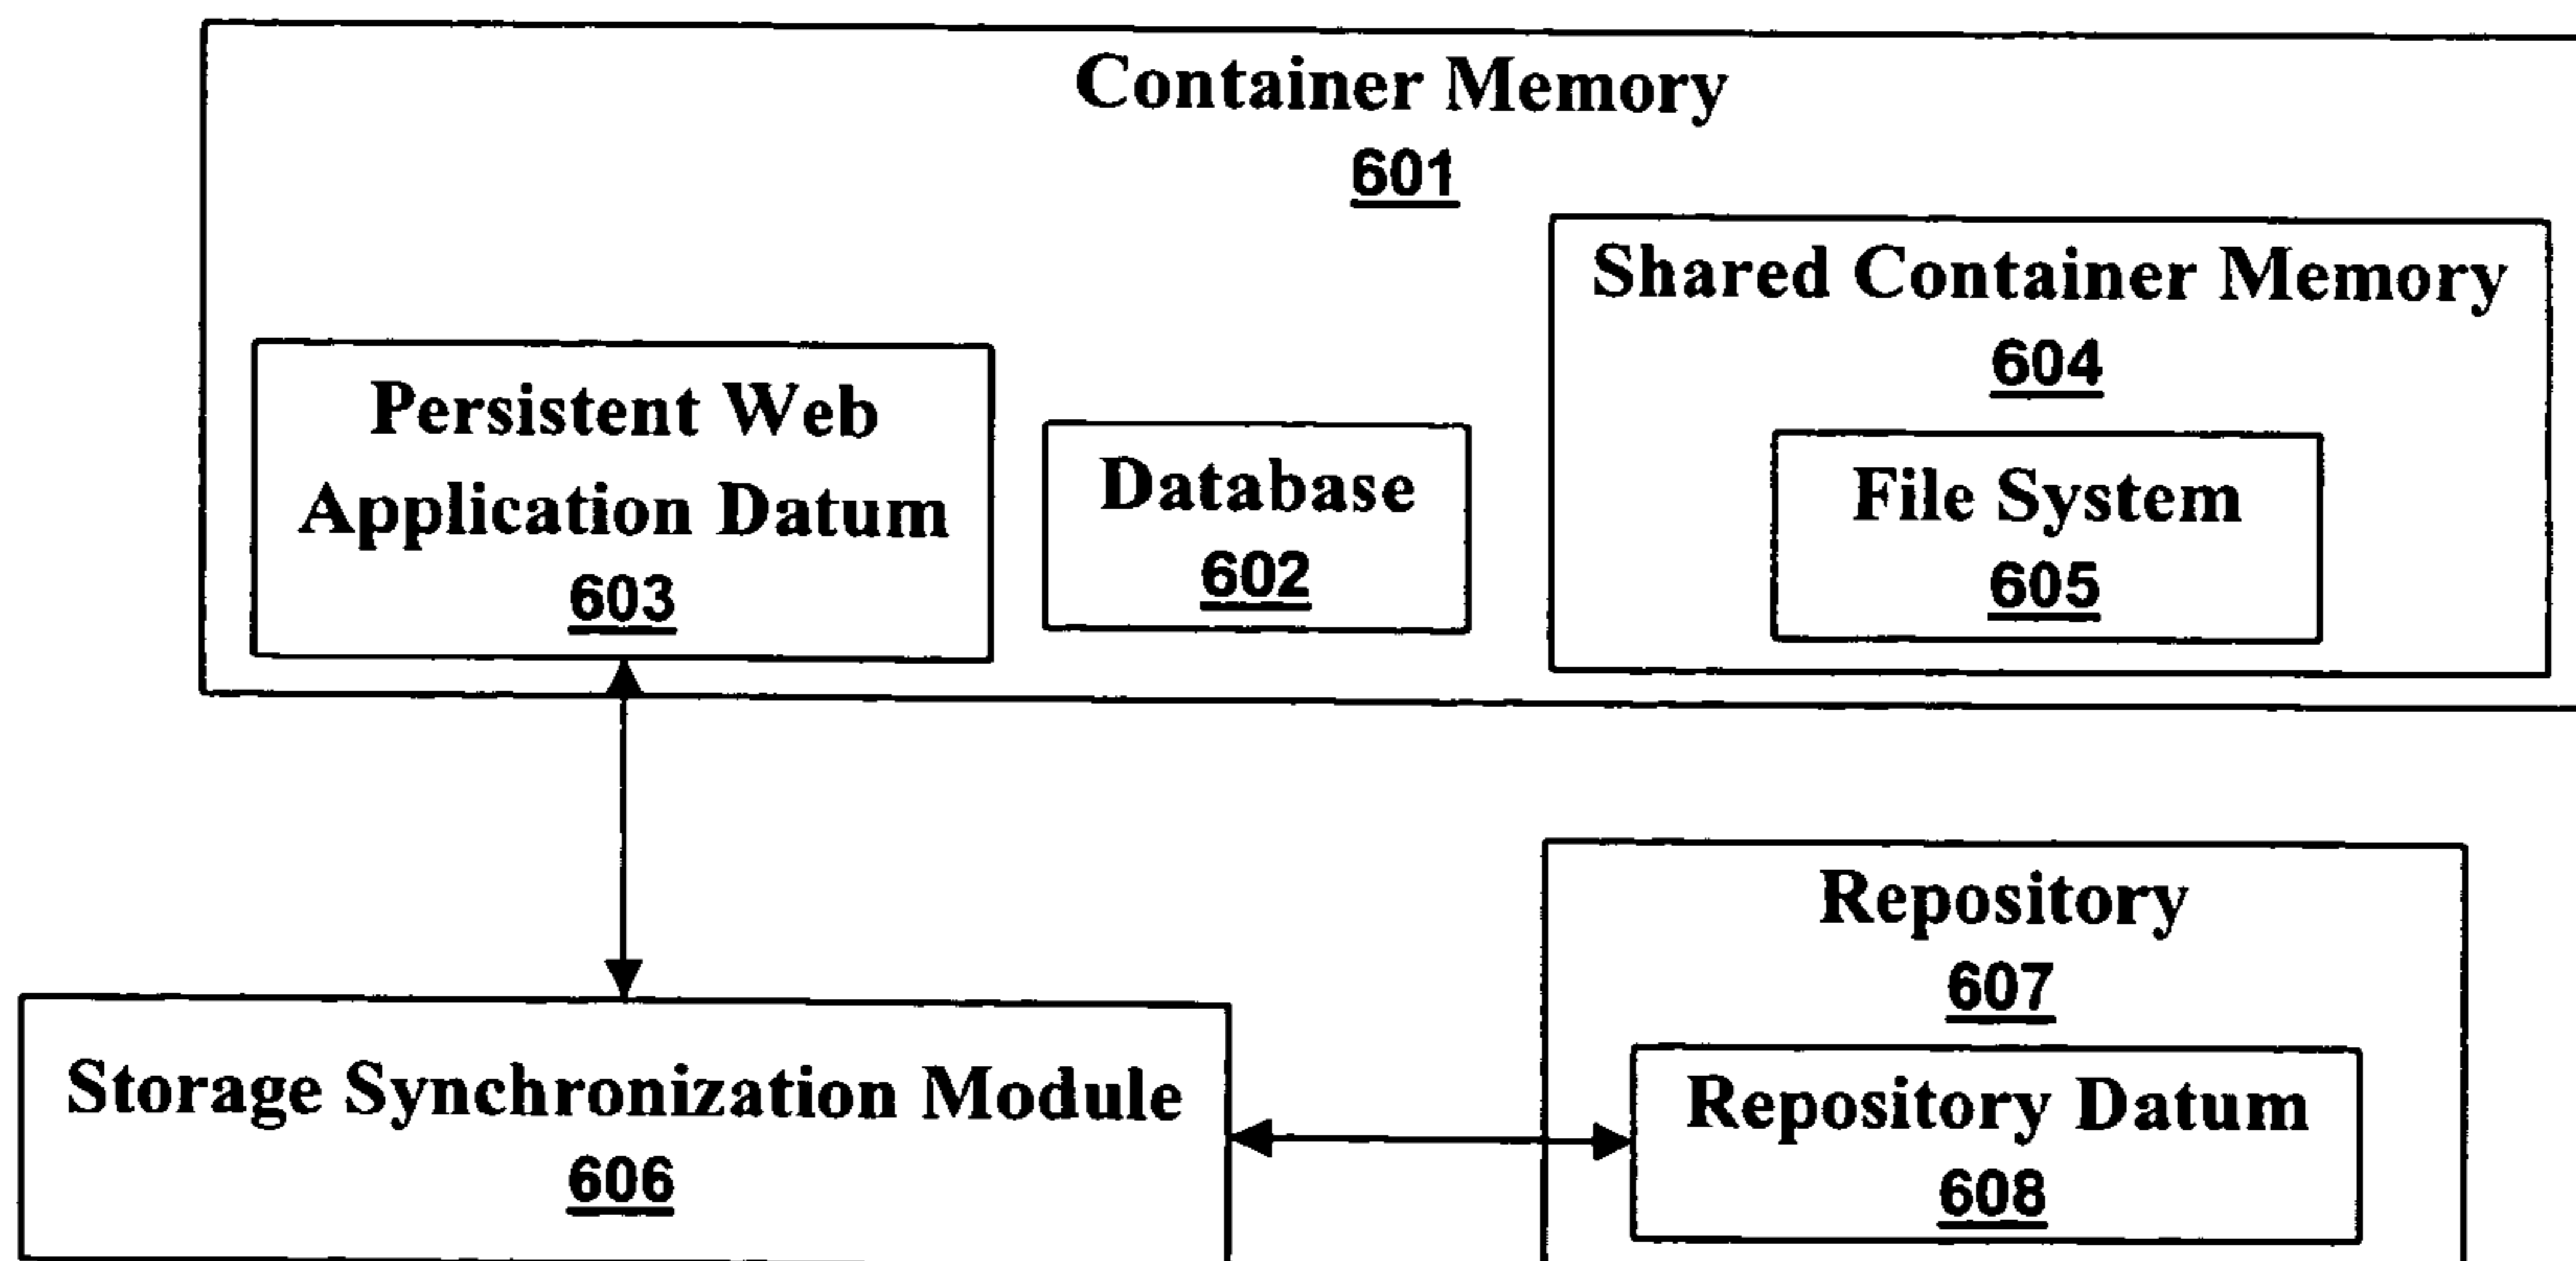 Container Memory
601
Shared Container Memory
604
File System
605
Persistent Web
Application Datum
603
Database
602
Storage Synchronization Module
606
Repository
607
Repository Datum
608